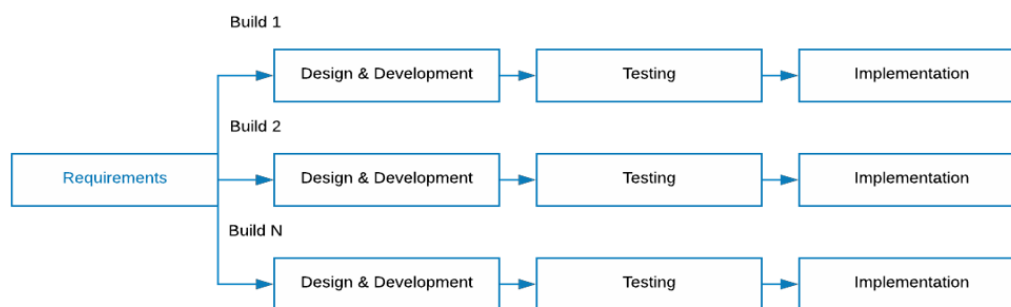 Build 1
Design & Development
Testing
Implementation
Build 2
Requirements
Design & Development
Testing
Implementation
Build N
Design & Development
Testing
Implementation